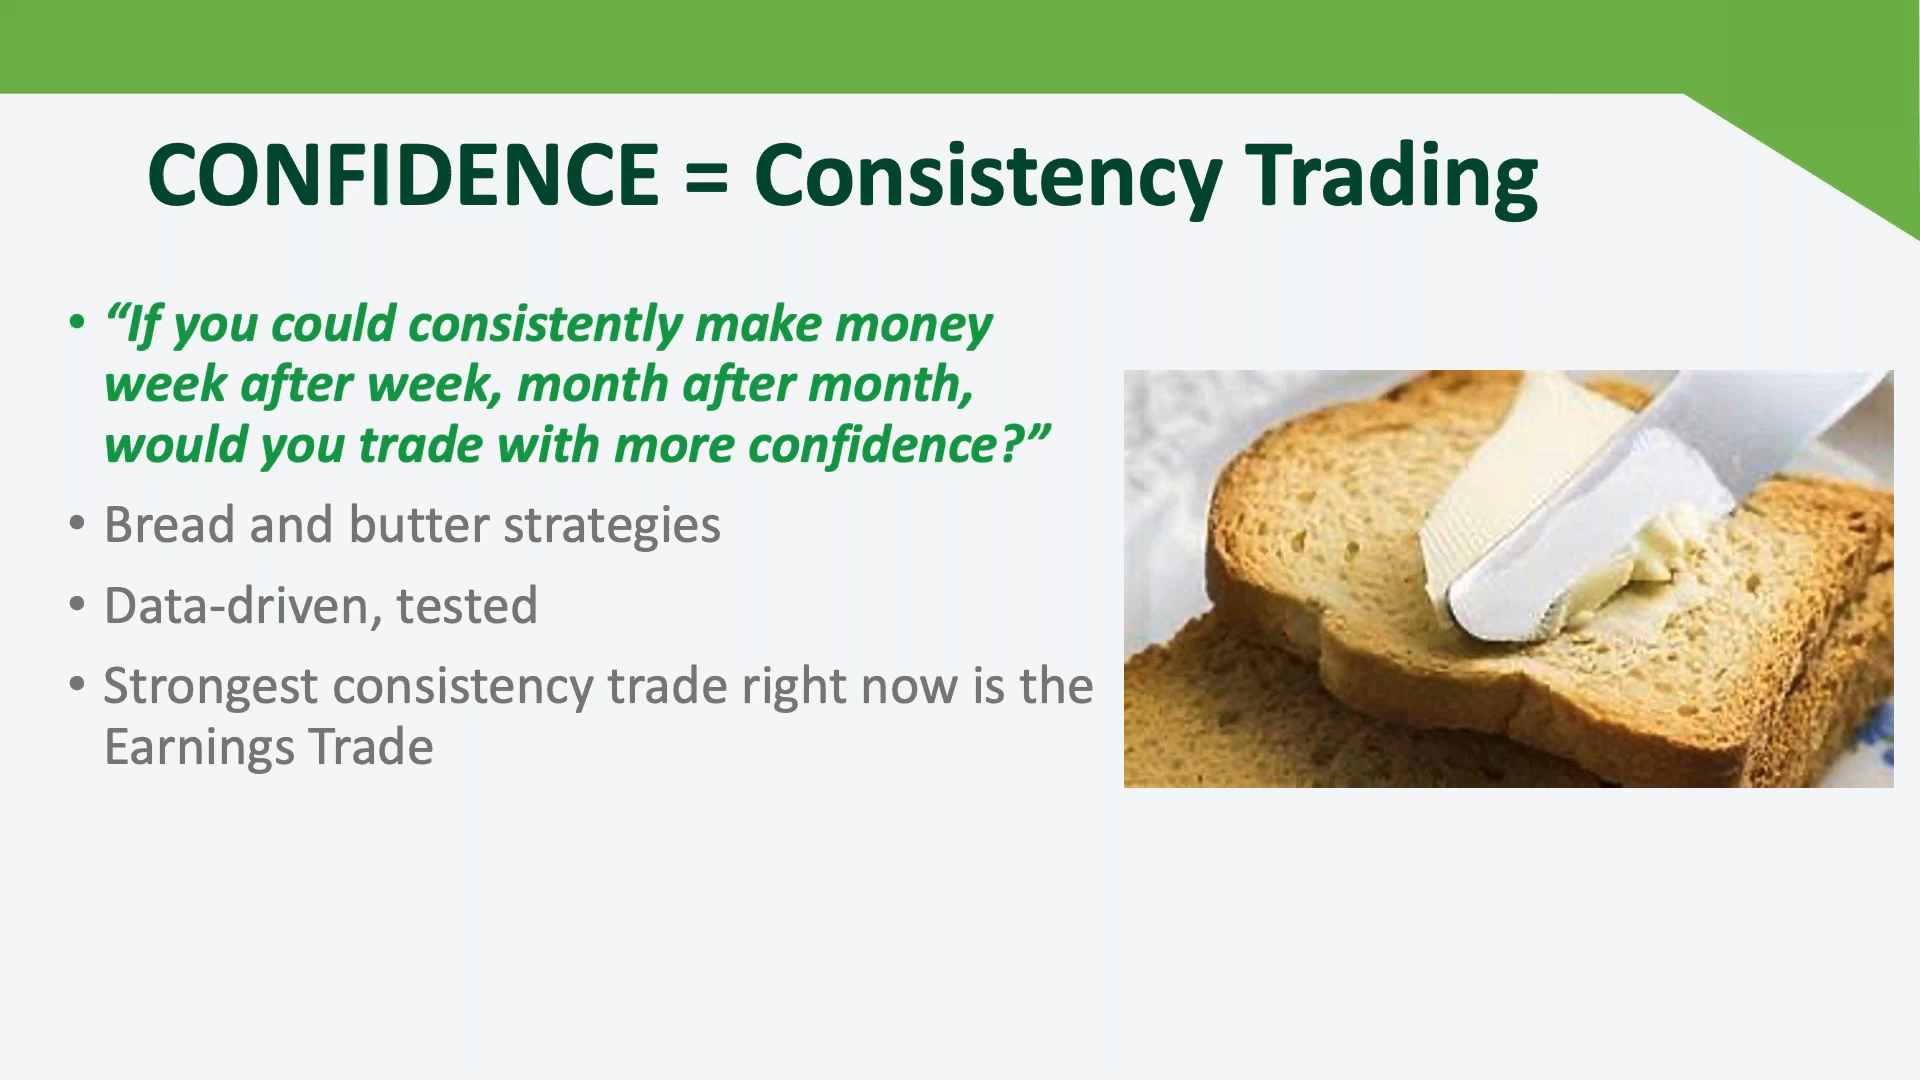 CONFIDENCE = Consistency Trading
• “If you could consistently make money
week after week, month after month,
would you trade with more confidence?”
• Bread and butter strategies
• Data-driven, tested
• Strongest consistency trade right now is the
Earnings Trade